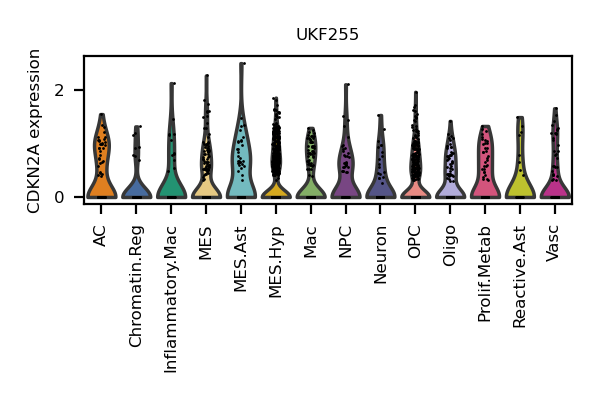 UKF255
CDKN2A expression
2
0
AC
Chromatin.Reg
Inflammatory.Mac
MES
MES.Ast
MES.Hyp
Mac
NPC
Neuron
OPC
Oligo
Prolif.Metab
Reactive.Ast
Vasc